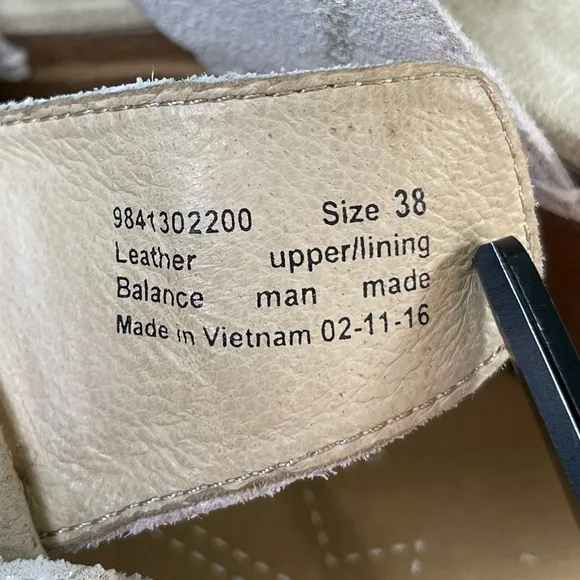 9841302200 Size 38
Leather upper/lining
Balance man made
Made in Vietnam 02-11-16